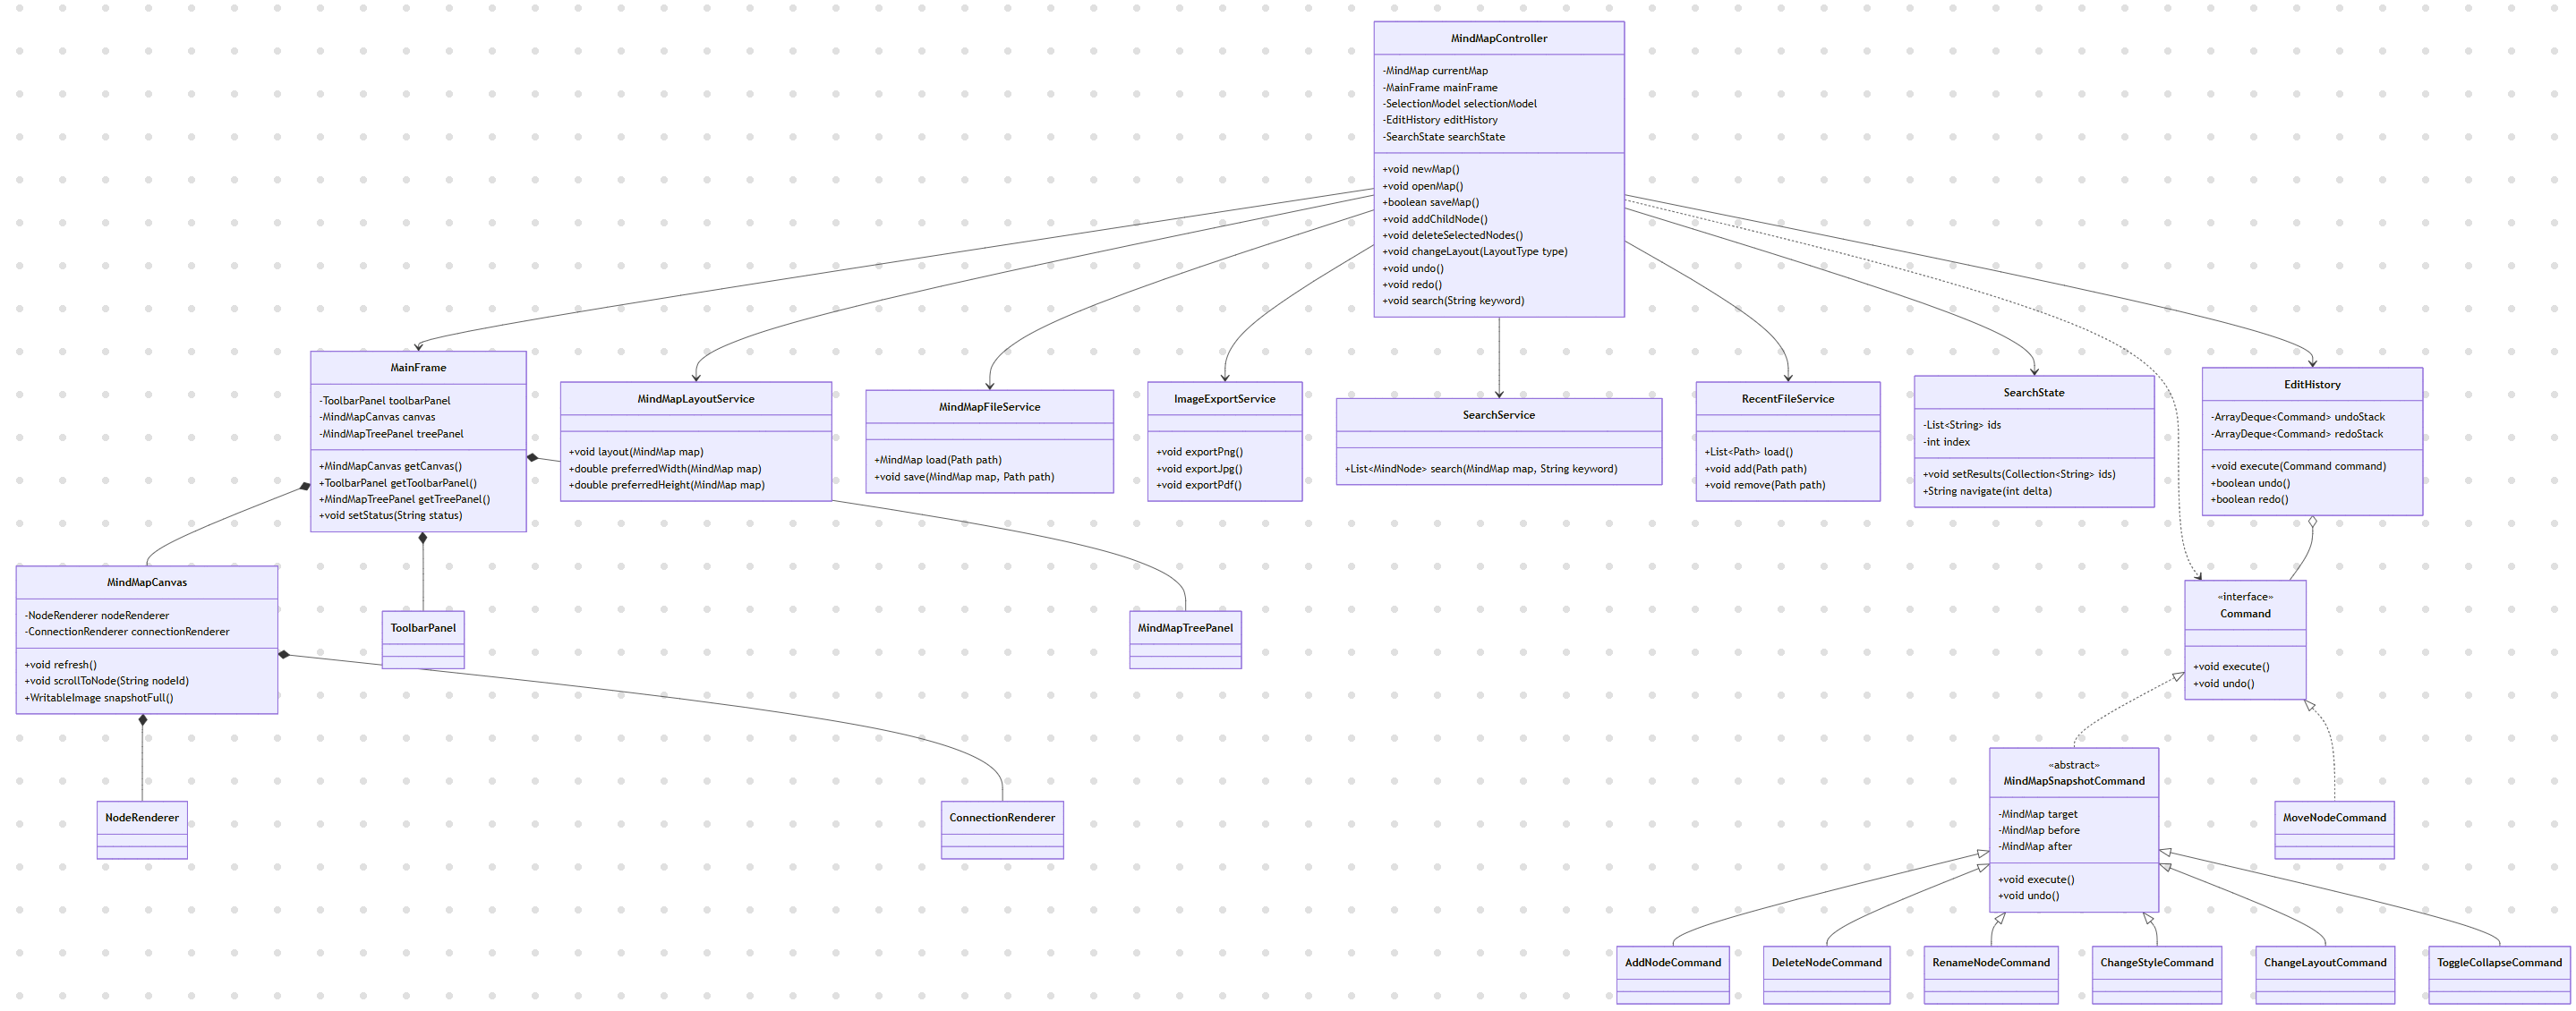 MindMapController
-MindMap currentMap
-MainFrame mainFrame
-SelectionModel selectionModel
-EditHistory editHistory
-SearchState searchState
+void newMap()
+void openMap()
+boolean saveMap()
+void addChildNode()
+void deleteSelectedNodes()
+void changeLayout(LayoutType type)
+void undo()
+void redo()
+void search(String keyword)
MainFrame
-ToolbarPanel toolbarPanel
-MindMapCanvas canvas
-MindMapTreePanel treePanel
+MindMapCanvas getCanvas()
+ToolbarPanel getToolbarPanel()
+MindMapTreePanel getTreePanel()
+void setStatus(String status)
MindMapLayoutService
+void layout(MindMap map)
+double preferredWidth(MindMap map)
+double preferredHeight(MindMap map)
MindMapFileService
+MindMap load(Path path)
+void save(MindMap map, Path path)
ImageExportService
+void exportPng()
+void exportJpg()
+void exportPdf()
SearchService
+List<MindNode> search(MindMap map, String keyword)
RecentFileService
+List<Path> load()
+void add(Path path)
+void remove(Path path)
SearchState
-List<String> ids
-int index
+void setResults(Collection<String> ids)
+String navigate(int delta)
EditHistory
-ArrayDeque<Command> undoStack
-ArrayDeque<Command> redoStack
+void execute(Command command)
+boolean undo()
+boolean redo()
MindMapCanvas
-NodeRenderer nodeRenderer
-ConnectionRenderer connectionRenderer
+void refresh()
+void scrollToNode(String nodeId)
+WritableImage snapshotFull()
ToolbarPanel
MindMapTreePanel
«interface»
Command
+void execute()
+void undo()
NodeRenderer
ConnectionRenderer
«abstract»
MindMapSnapshotCommand
-MindMap target
-MindMap before
-MindMap after
+void execute()
+void undo()
MoveNodeCommand
AddNodeCommand
DeleteNodeCommand
RenameNodeCommand
ChangeStyleCommand
ChangeLayoutCommand
ToggleCollapseCommand